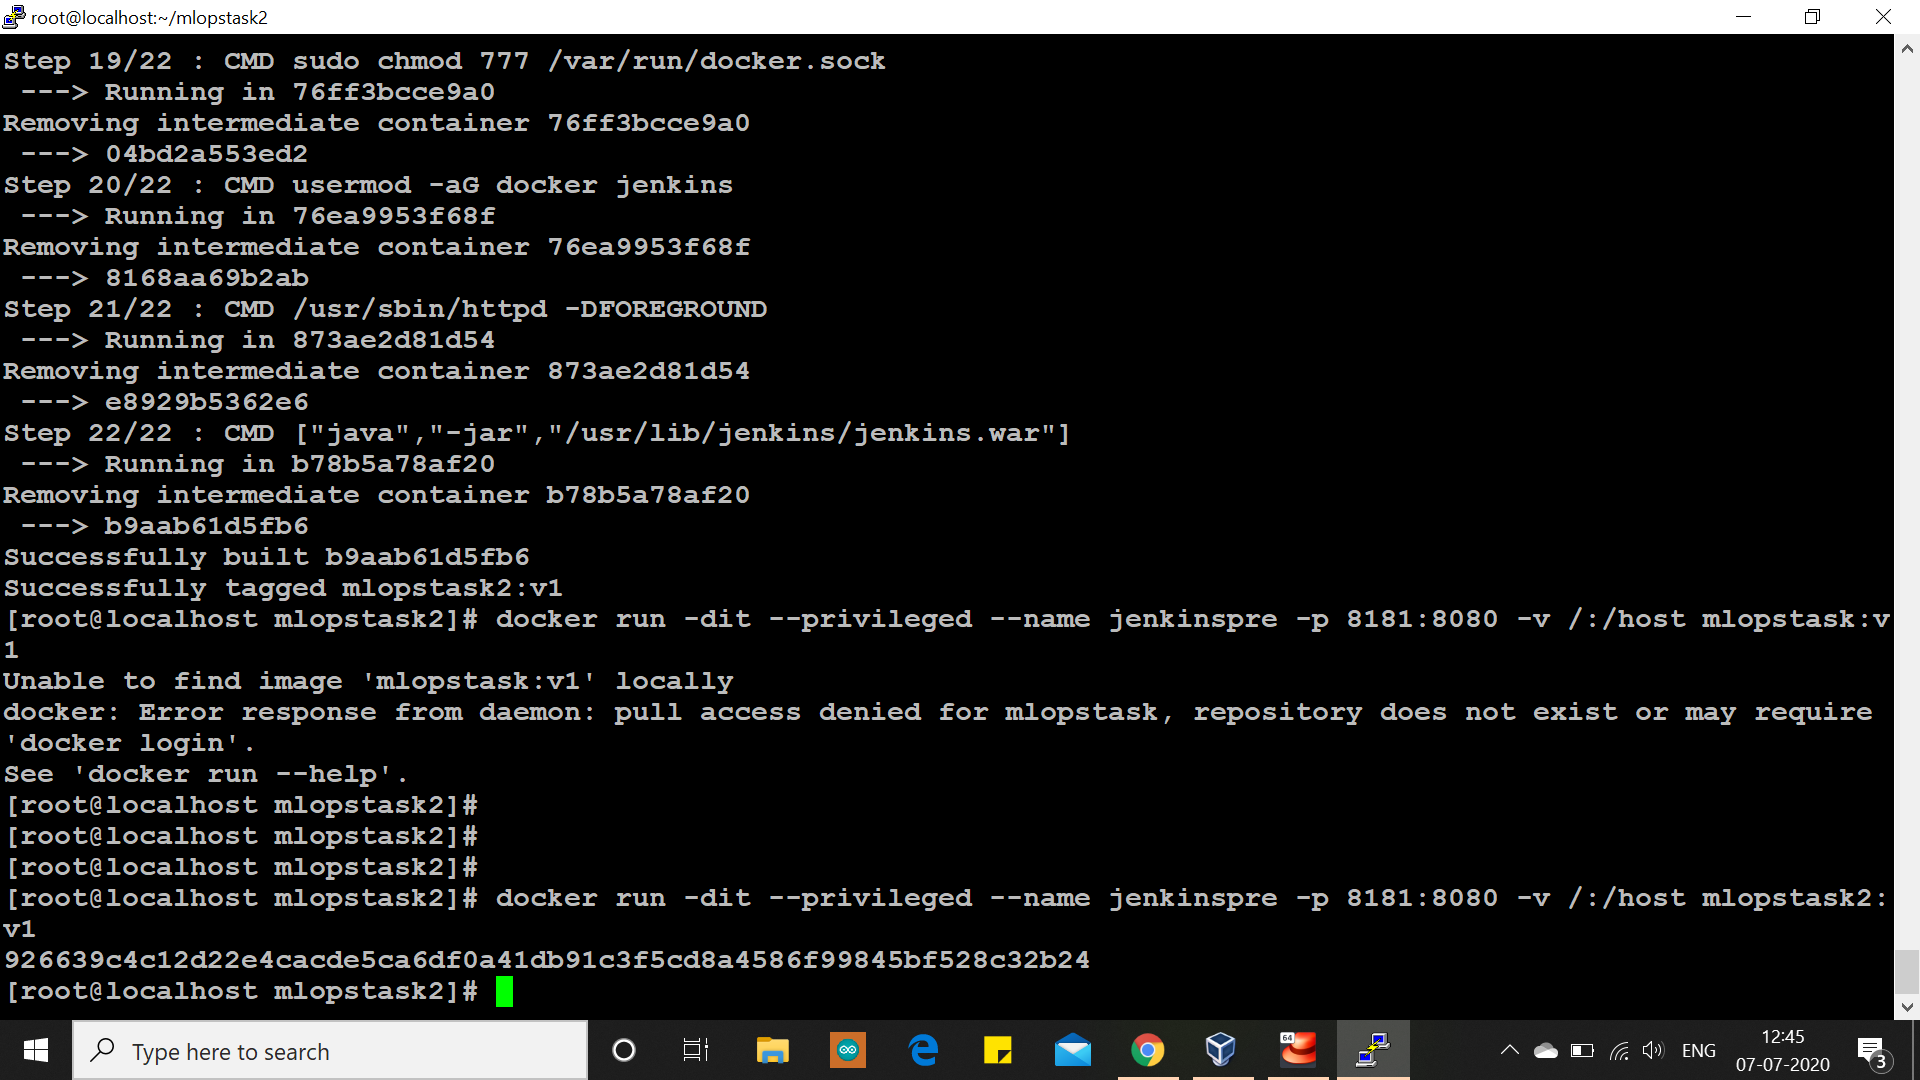 root@localhost:~/mlopstask2
Step 19/22 : CMD sudo chmod 777 /var/run/docker.sock
 ---> Running in 76ff3bcce9a0
Removing intermediate container 76ff3bcce9a0
 ---> 04bd2a553ed2
Step 20/22 : CMD usermod -aG docker jenkins
 ---> Running in 76ea9953f68f
Removing intermediate container 76ea9953f68f
 ---> 8168aa69b2ab
Step 21/22 : CMD /usr/sbin/httpd -DFOREGROUND
 ---> Running in 873ae2d81d54
Removing intermediate container 873ae2d81d54
 ---> e8929b5362e6
Step 22/22 : CMD ["java","-jar","/usr/lib/jenkins/jenkins.war"]
 ---> Running in b78b5a78af20
Removing intermediate container b78b5a78af20
 ---> b9aab61d5fb6
Successfully built b9aab61d5fb6
Successfully tagged mlopstask2:v1
[root@localhost mlopstask2]# docker run -dit --privileged --name jenkinspre -p 8181:8080 -v /:/host mlopstask:v
1
Unable to find image 'mlopstask:v1' locally
docker: Error response from daemon: pull access denied for mlopstask, repository does not exist or may require
'docker login'.
See 'docker run --help'.
[root@localhost mlopstask2]#
[root@localhost mlopstask2]#
[root@localhost mlopstask2]#
[root@localhost mlopstask2]# docker run -dit --privileged --name jenkinspre -p 8181:8080 -v /:/host mlopstask2:
v1
926639c4c12d22e4cacde5ca6df0a41db91c3f5cd8a4586f99845bf528c32b24
[root@localhost mlopstask2]#
Type here to search
64
ENG
12:45
07-07-2020
3